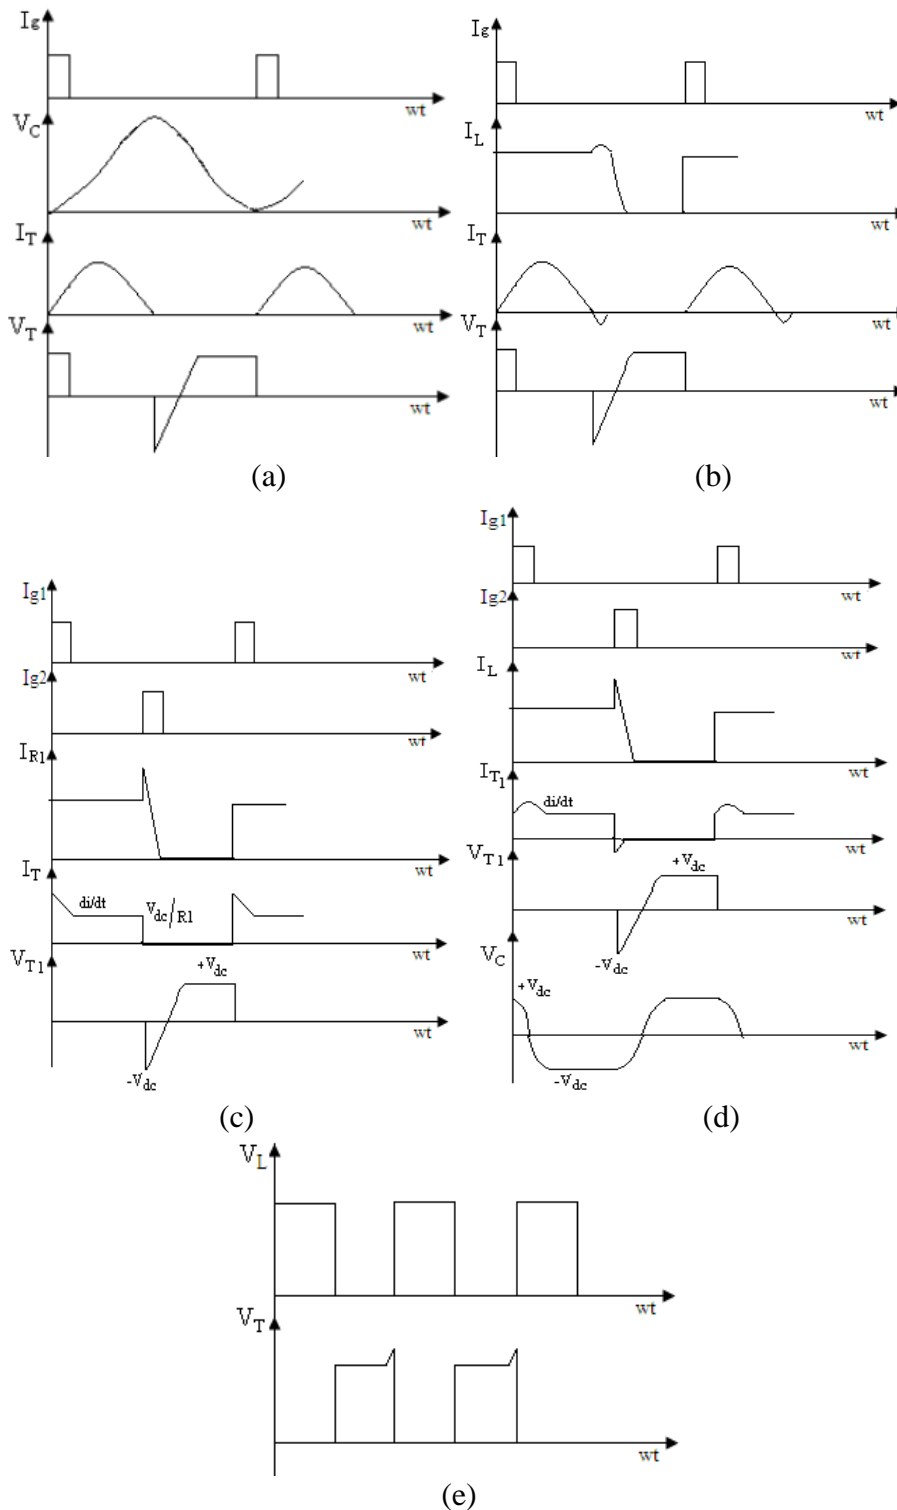 Ig
wt
VC
wt
IT
wt
VT
wt
(a)
Ig
wt
IL
wt
IT
wt
VT
wt
(b)
Ig1
wt
Ig2
wt
IR1
wt
IT
di/dt
Vdc/R1
wt
VT1
+Vdc
wt
-Vdc
(c)
Ig1
wt
Ig2
wt
IL
wt
IT1
di/dt
wt
VT1
+Vdc
wt
-Vdc
VC
+Vdc
wt
-Vdc
(d)
VL
wt
VT
wt
(e)